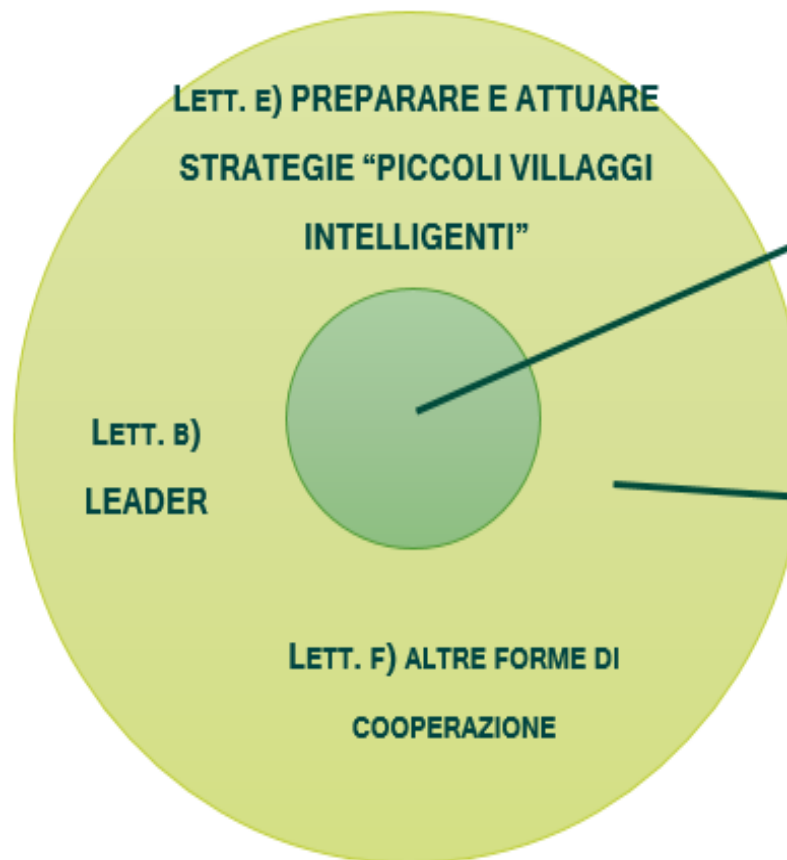 LETT. E) PREPARARE E ATTUARE
STRATEGIE “PICCOLI VILLAGGI
INTELLIGENTI”
LETT. B)
LEADER
LETT. F) ALTRE FORME DI
COOPERAZIONE